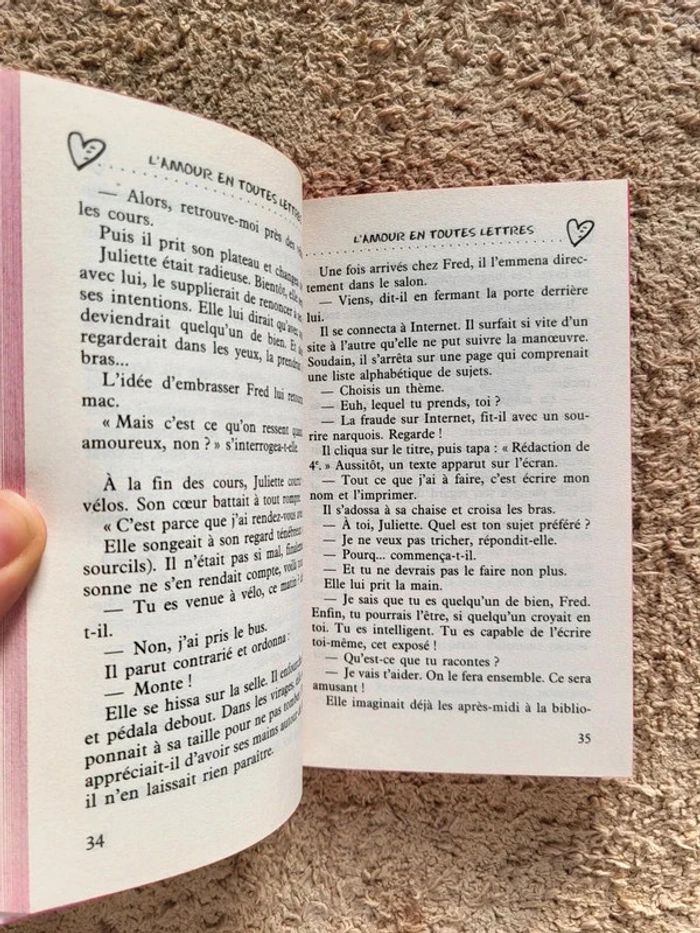 L'AMOUR EN TOUTES LETTRES
— Alors, retrouve-moi près des
les cours.
Puis il prit son plateau et changea
Juliette était radieuse. Bientôt, elle
avec lui, le supplierait de renoncer à
ses intentions. Elle lui dirait qu'avec
deviendrait quelqu'un de bien. Et
regarderait dans les yeux, la prendrait
bras...
L'idée d'embrasser Fred lui
mac.
« Mais c'est ce qu'on ressent quand
amoureux, non ? » s'interrogea-t-elle
À la fin des cours, Juliette
vélos. Son cœur battait à tout rompre.
« C'est parce que j'ai rendez-vous
Elle songeait à son regard ténébreux
sourcils). Il n'était pas si mal,
sonne ne s'en rendait compte, voilà
— Tu es venue à vélo, ce matin ?
t-il.
— Non, j'ai pris le bus.
Il parut contrarié et ordonna :
— Monte !
Elle se hissa sur la selle. Il
et pédala debout. Dans les virages,
ponnait à sa taille pour ne pas tomber
appréciait-il d'avoir ses mains autour
il n'en laissait rien paraître.
34
L'AMOUR EN TOUTES LETTRES
Une fois arrivés chez Fred, il l'emmena direc-
tement dans le salon.
— Viens, dit-il en fermant la porte derrière
lui.
Il se connecta à Internet. Il surfait si vite d'un
site à l'autre qu'elle ne put suivre la manœuvre.
Soudain, il s'arrêta sur une page qui comprenait
une liste alphabétique de sujets.
— Choisis un thème.
— Euh, lequel tu prends, toi ?
— La fraude sur Internet, fit-il avec un sou-
rire narquois. Regarde !
Il cliqua sur le titre, puis tapa : « Rédaction de
4e. » Aussitôt, un texte apparut sur l'écran.
— Tout ce que j'ai à faire, c'est écrire mon
nom et l'imprimer.
Il s'adossa à sa chaise et croisa les bras.
— À toi, Juliette. Quel est ton sujet préféré ?
— Je ne veux pas tricher, répondit-elle.
— Pourq... commença-t-il.
— Et tu ne devrais pas le faire non plus.
Elle lui prit la main.
— Je sais que tu es quelqu'un de bien, Fred.
Enfin, tu pourrais l'être, si quelqu'un croyait en
toi. Tu es intelligent. Tu es capable de l'écrire
toi-même, cet exposé !
— Qu'est-ce que tu racontes ?
— Je vais t'aider. On le fera ensemble. Ce sera
amusant !
Elle imaginait déjà les après-midi à la biblio-
35